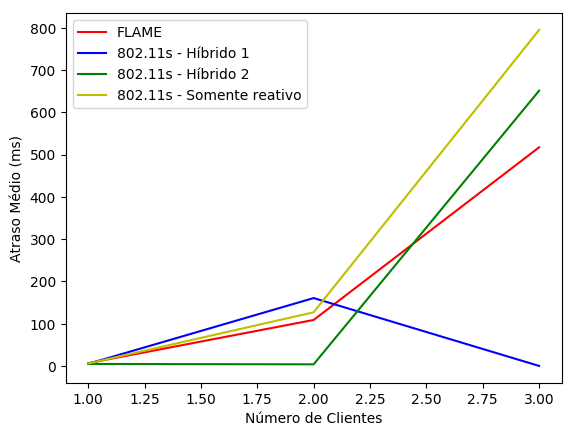 FLAME
802.11s - Híbrido 1
802.11s - Híbrido 2
802.11s - Somente reativo
Atraso Médio (ms)
800
700
600
500
400
300
200
100
0
1.00 1.25 1.50 1.75 2.00 2.25 2.50 2.75 3.00
Número de Clientes